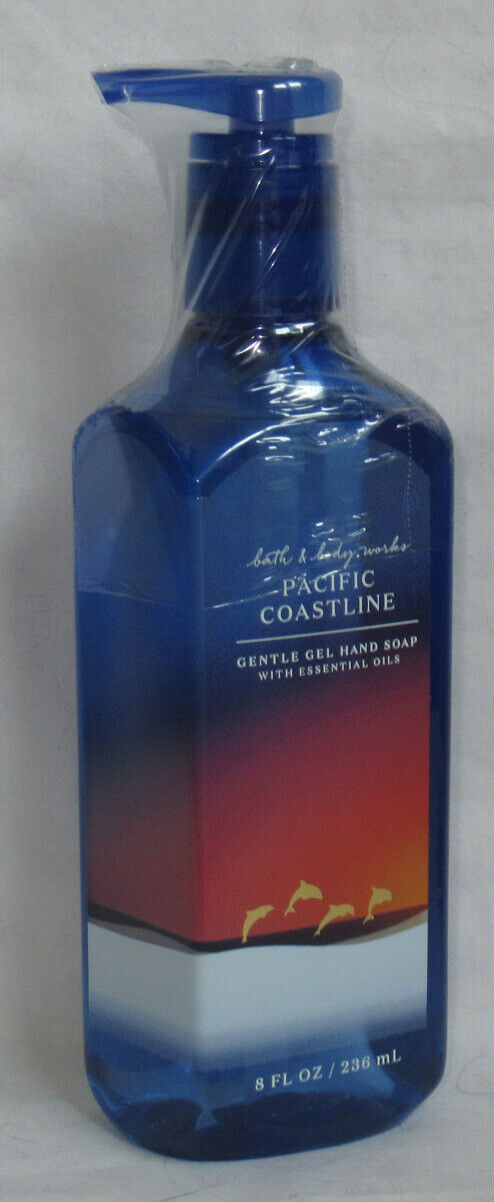 bath & body works
PACIFIC
COASTLINE
GENTLE GEL HAND SOAP
WITH ESSENTIAL OILS
8 FL OZ / 236 mL